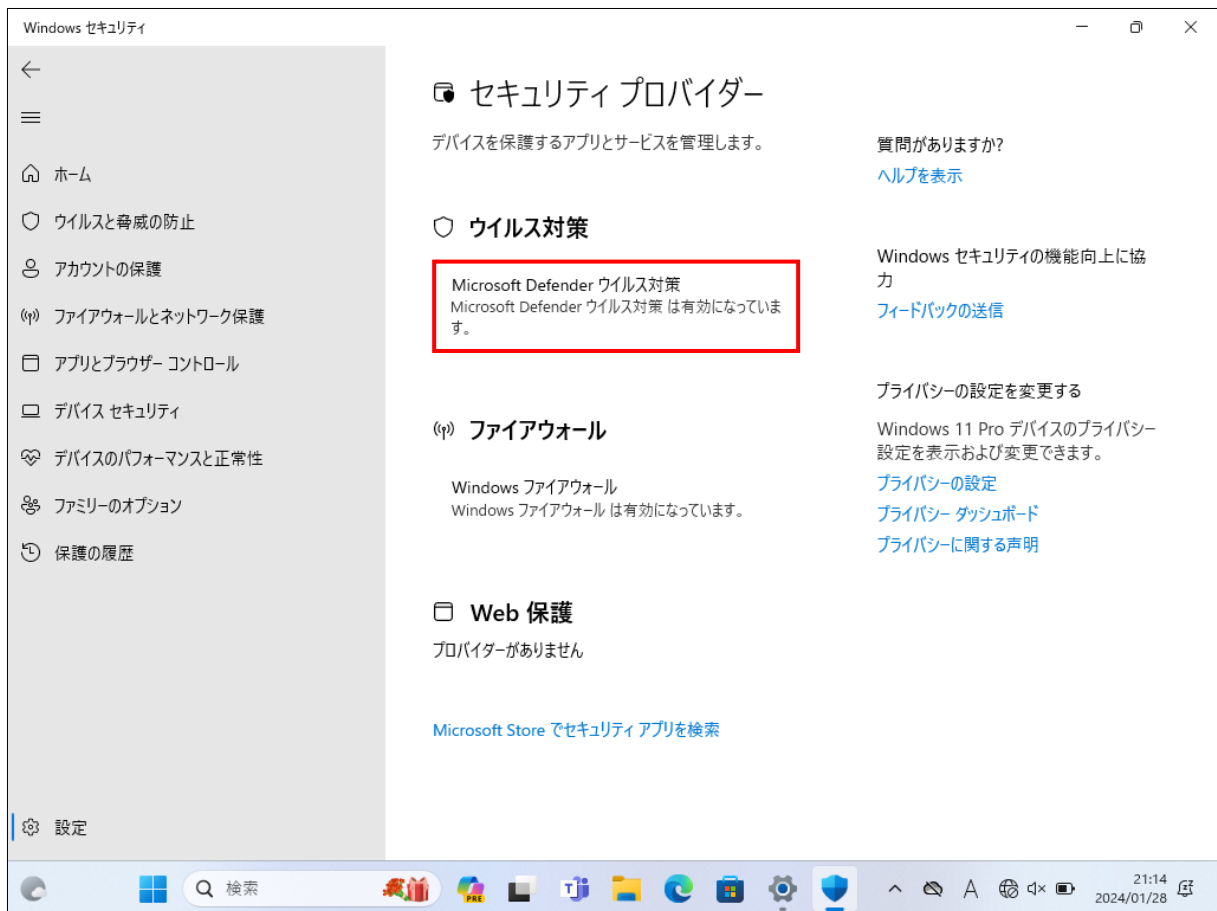 Windows セキュリティ
ホーム
ウイルスと脅威の防止
アカウントの保護
ファイアウォールとネットワーク保護
アプリとブラウザー コントロール
デバイス セキュリティ
デバイスのパフォーマンスと正常性
ファミリーのオプション
保護の履歴
設定
セキュリティ プロバイダー
デバイスを保護するアプリとサービスを管理します。
ウイルス対策
Microsoft Defender ウイルス対策
Microsoft Defender ウイルス対策 は有効になっていま
す。
ファイアウォール
Windows ファイアウォール
Windows ファイアウォール は有効になっています。
Web 保護
プロバイダーがありません
Microsoft Store でセキュリティ アプリを検索
質問がありますか?
ヘルプを表示
Windows セキュリティの機能向上に協
力
フィードバックの送信
プライバシーの設定を変更する
Windows 11 Pro デバイスのプライバシー
設定を表示および変更できます。
プライバシーの設定
プライバシー ダッシュボード
プライバシーに関する声明
検索
PRE
A
21:14
2024/01/28